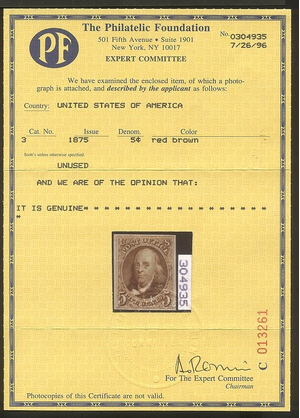 The Philatelic Foundation
501 Fifth Avenue • Suite 1901
New York, NY 10017
EXPERT COMMITTEE
No. 0304935
7/26/96
PF
We have examined the enclosed item, of which a photo-
graph is attached, and described by the applicant as follows:
Country: UNITED STATES OF AMERICA
Cat. No. Issue Denom. Color
3 1875 5¢ red brown
Scott's unless otherwise specified.
UNUSED
AND WE ARE OF THE OPINION THAT:
IT IS GENUINE* * * * * * * * * * * * * * * * * *
*
POST OFFICE
5 5
304935
For The Expert Committee
Chairman
C 013261
Photocopies of this Certificate are not valid.